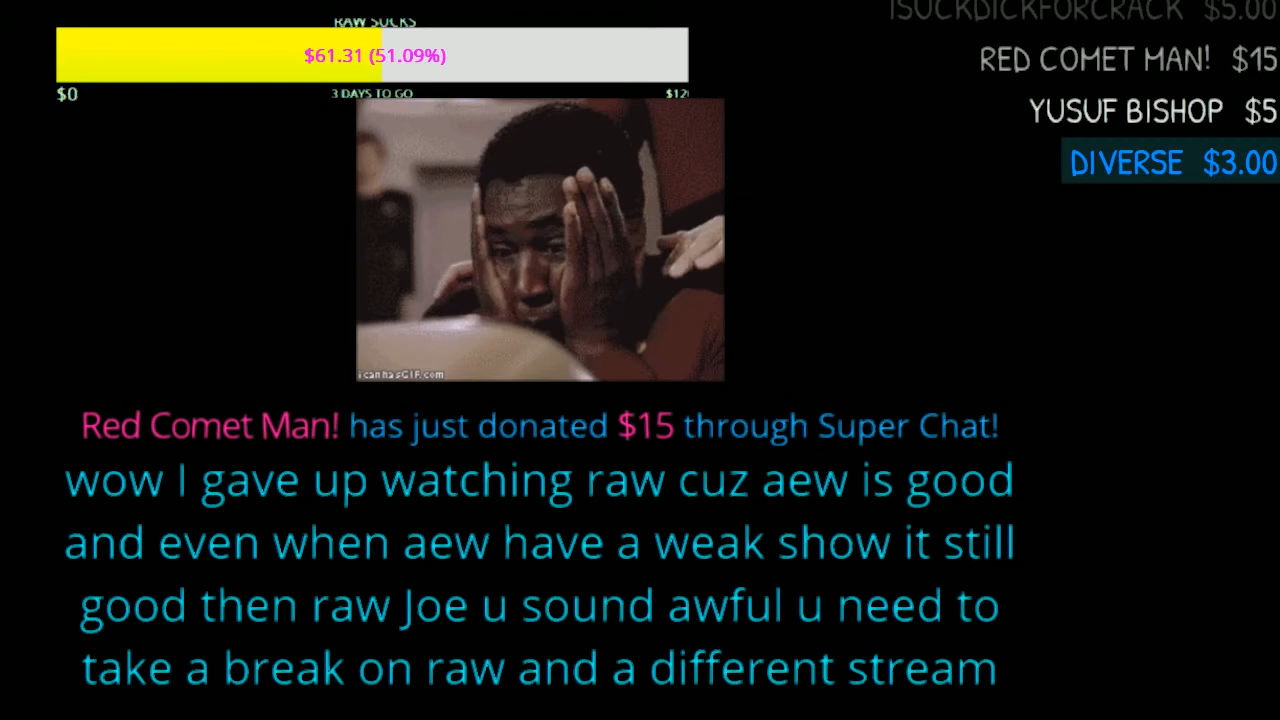 RAW SUCKS
$61.31 (51.09%)
$0
3 DAYS TO GO
$12
ISUCKDICKFORCRACK $5.00
RED COMET MAN! $15
YUSUF BISHOP $5
DIVERSE $3.00
icanhasGIF.com
Red Comet Man! has just donated $15 through Super Chat!
wow I gave up watching raw cuz aew is good
and even when aew have a weak show it still
good then raw Joe u sound awful u need to
take a break on raw and a different stream